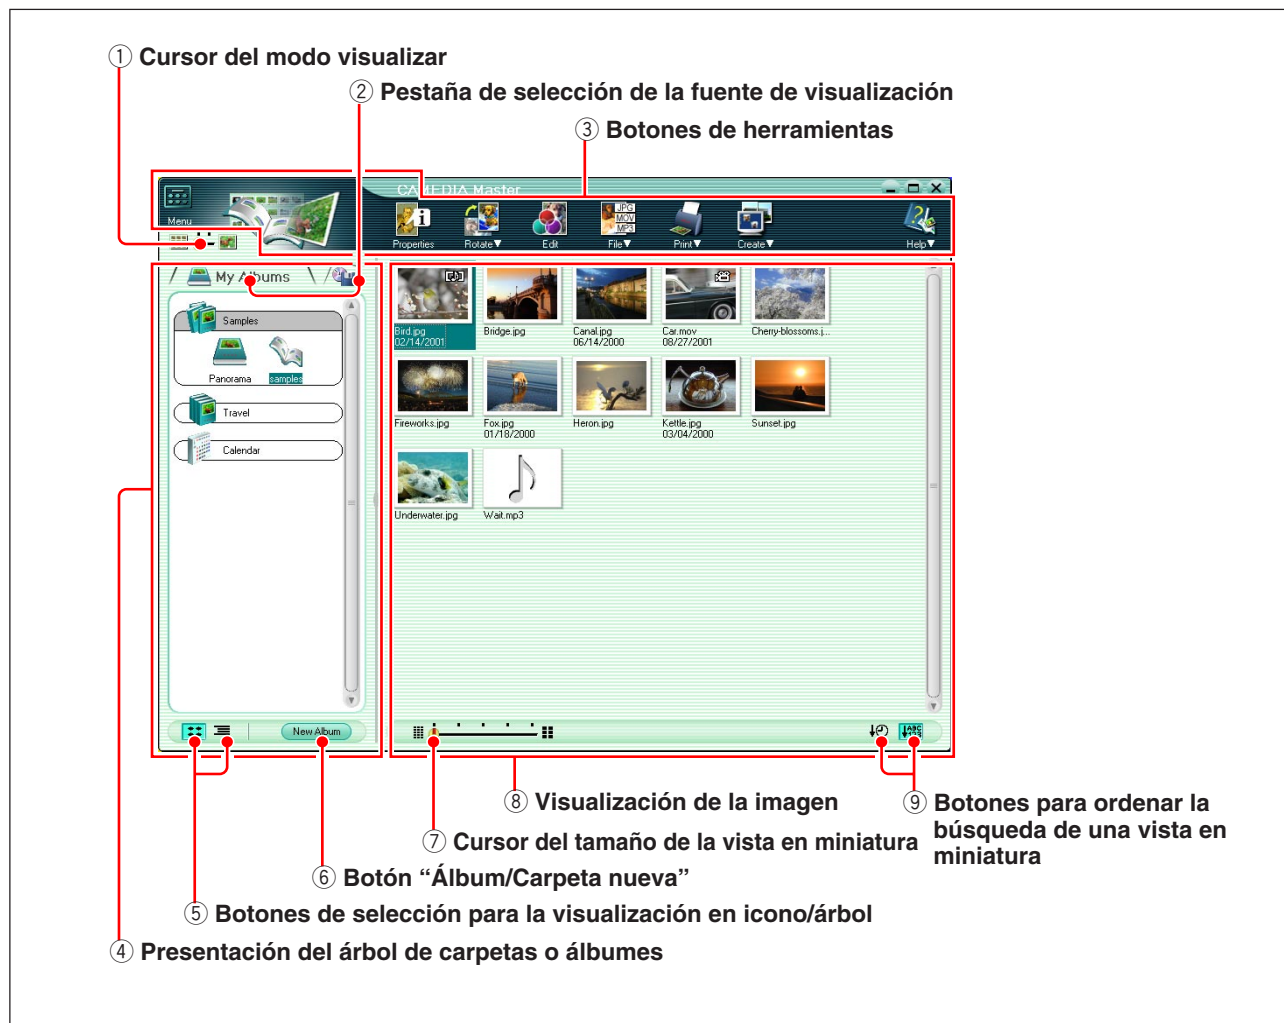 ① Cursor del modo visualizar
② Pestaña de selección de la fuente de visualización
③ Botones de herramientas
CAMEDIA Master
Menu
Properties
Rotate▼
Edit
JPG
MOV
MP3
File▼
Print▼
Create▼
Help▼
My Albums
Samples
Panorama
samples
Travel
Calendar
Bird.jpg
02/14/2001
Bridge.jpg
Canal.jpg
06/14/2000
Car.mov
08/27/2001
Cherry-blossoms.j...
Fireworks.jpg
Fox.jpg
01/18/2000
Heron.jpg
Kettle.jpg
03/04/2000
Sunset.jpg
Underwater.jpg
Wait.mp3
New Album
ABC
123
⑧ Visualización de la imagen
⑨ Botones para ordenar la
búsqueda de una vista en
miniatura
⑦ Cursor del tamaño de la vista en miniatura
⑥ Botón “Álbum/Carpeta nueva”
⑤ Botones de selección para la visualización en icono/árbol
④ Presentación del árbol de carpetas o álbumes